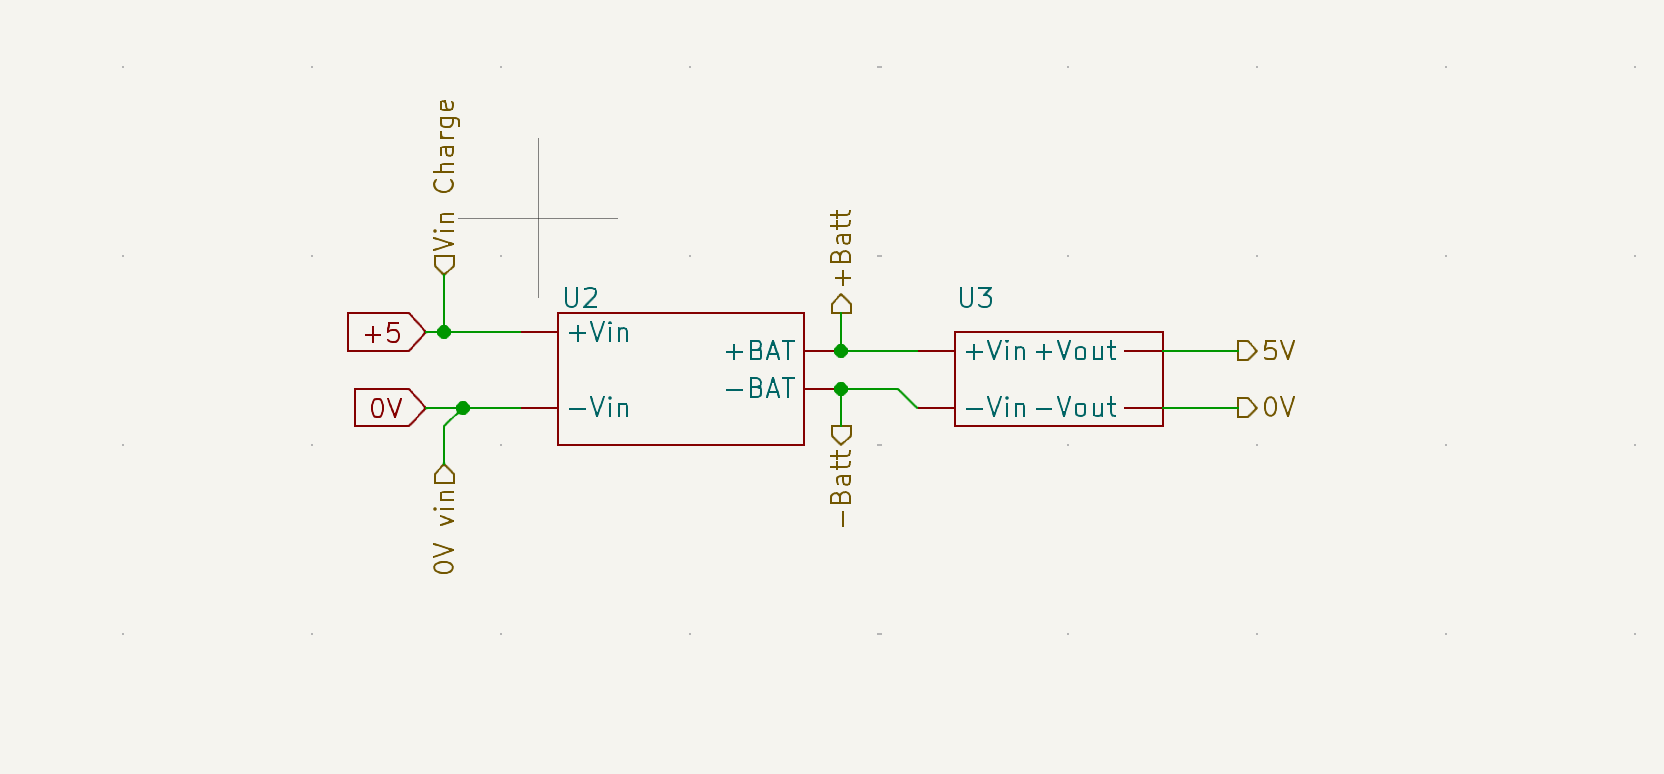 Vin Charge
+Batt
U2
U3
+5
+Vin
+BAT
+Vin +Vout
5V
-BAT
0V
-Vin
-Vin -Vout
0V
-Batt
0V vin